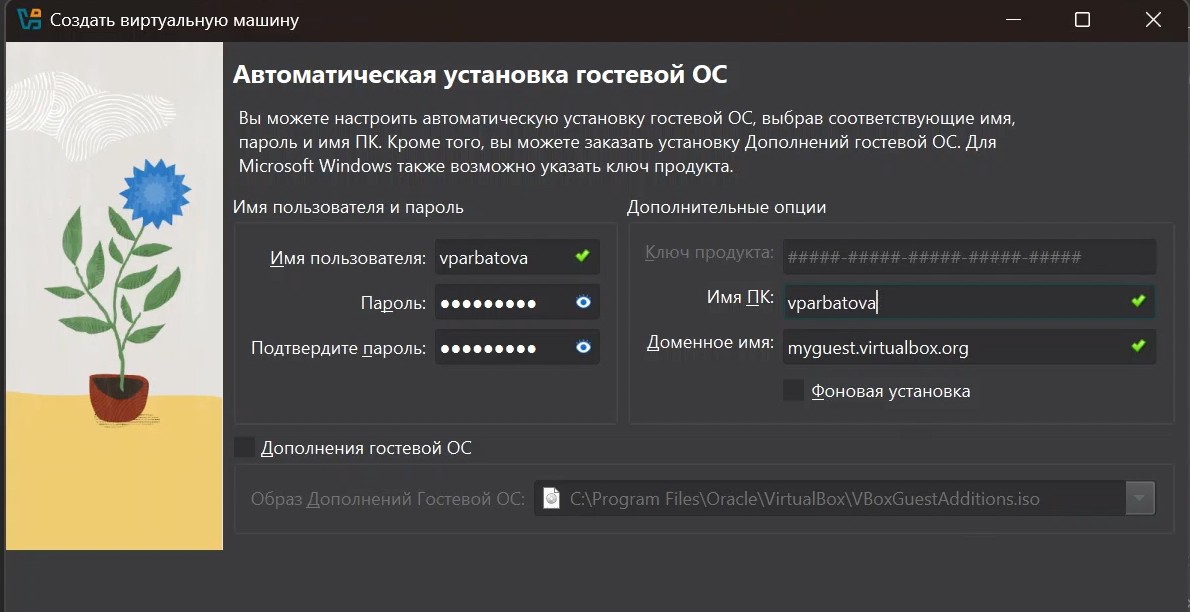 Создать виртуальную машину
Автоматическая установка гостевой ОС
Вы можете настроить автоматическую установку гостевой ОС, выбрав соответствующие имя,
пароль и имя ПК. Кроме того, вы можете заказать установку Дополнений гостевой ОС. Для
Microsoft Windows также возможно указать ключ продукта.
Имя пользователя и пароль
Имя пользователя: vparbatova
Пароль: ●●●●●●●●●
Подтвердите пароль: ●●●●●●●●●
Дополнительные опции
Ключ продукта: #####-#####-#####-#####-#####
Имя ПК: vparbatova
Доменное имя: myguest.virtualbox.org
Фоновая установка
Дополнения гостевой ОС
Образ Дополнений Гостевой ОС: C:\Program Files\Oracle\VirtualBox\VBoxGuestAdditions.iso